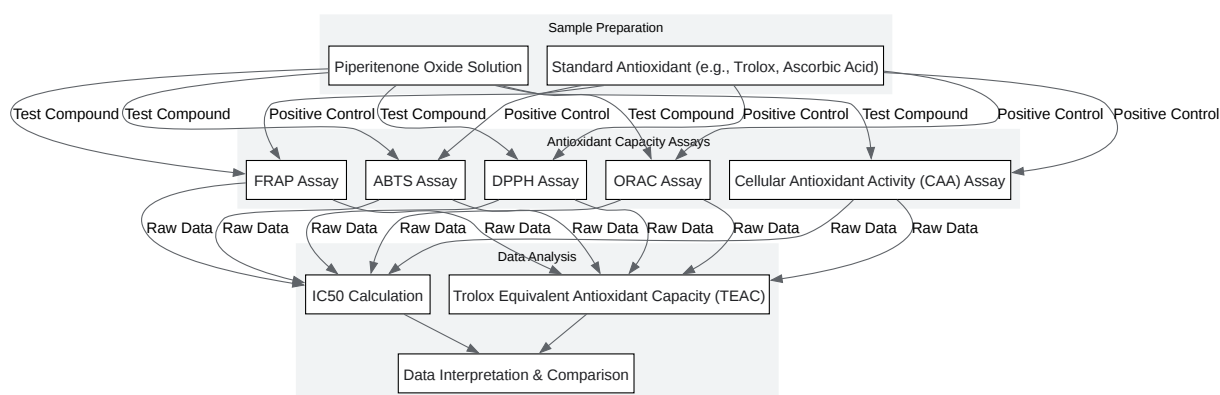 Sample Preparation
Piperitenone Oxide Solution
Standard Antioxidant (e.g., Trolox, Ascorbic Acid)
Test Compound
Test Compound
Positive Control
Test Compound
Positive Control
Test Compound
Positive Control
Test Compound
Positive Control
Positive Control
Antioxidant Capacity Assays
FRAP Assay
ABTS Assay
DPPH Assay
ORAC Assay
Cellular Antioxidant Activity (CAA) Assay
Raw Data
Raw Data
Raw Data
Raw Data
Raw Data
Raw Data
Raw Data
Raw Data
Raw Data
Raw Data
Data Analysis
IC50 Calculation
Trolox Equivalent Antioxidant Capacity (TEAC)
Data Interpretation & Comparison